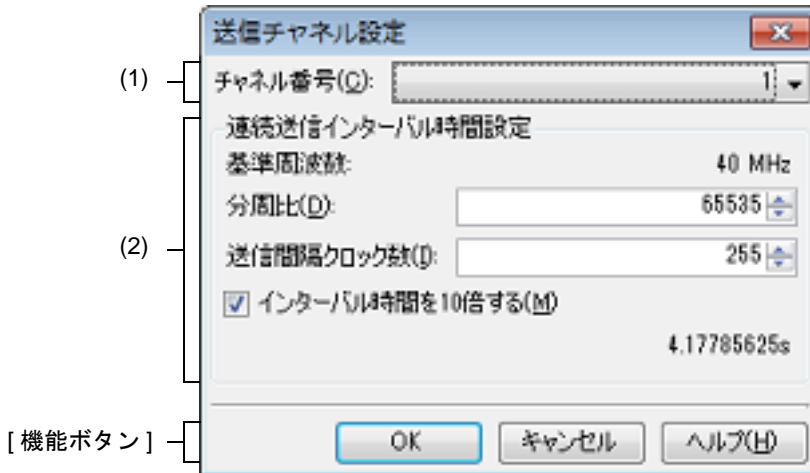 送信チャネル設定
(1)
チャネル番号(C): 1
(2)
連続送信インターバル時間設定
基準周波数: 40 MHz
分周比(D): 65535
送信間隔クロック数(I): 255
インターバル時間を10倍する(M)
4.17785625s
[ 機能ボタン ]
OK キャンセル ヘルプ(H)